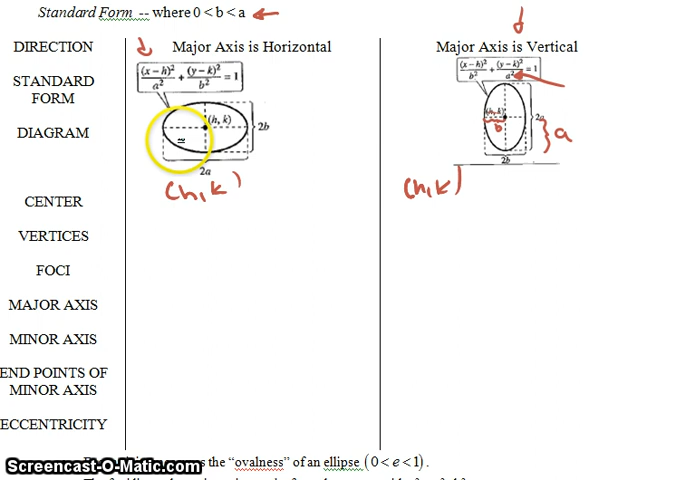 Standard Form -- where 0 < b < a
DIRECTION Major Axis is Horizontal Major Axis is Vertical
STANDARD FORM (x − h)²/a² + (y − k)²/b² = 1 (x − h)²/b² + (y − k)²/a² = 1
DIAGRAM (h, k) 2b 2a (h, k) b 2a a 2b
CENTER (h, k) (h, k)
VERTICES
FOCI
MAJOR AXIS
MINOR AXIS
END POINTS OF
MINOR AXIS
ECCENTRICITY
the "ovalness" of an ellipse (0 < e < 1).
Screencast-O-Matic.com